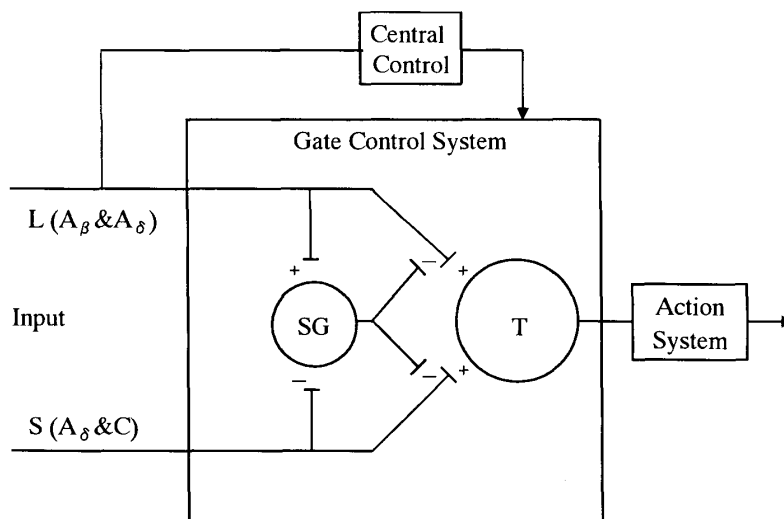 Central
Control
Gate Control System
L (Aβ&Aδ)
+
−
+
Input
SG
T
Action
System
−
−
+
S (Aδ&C)